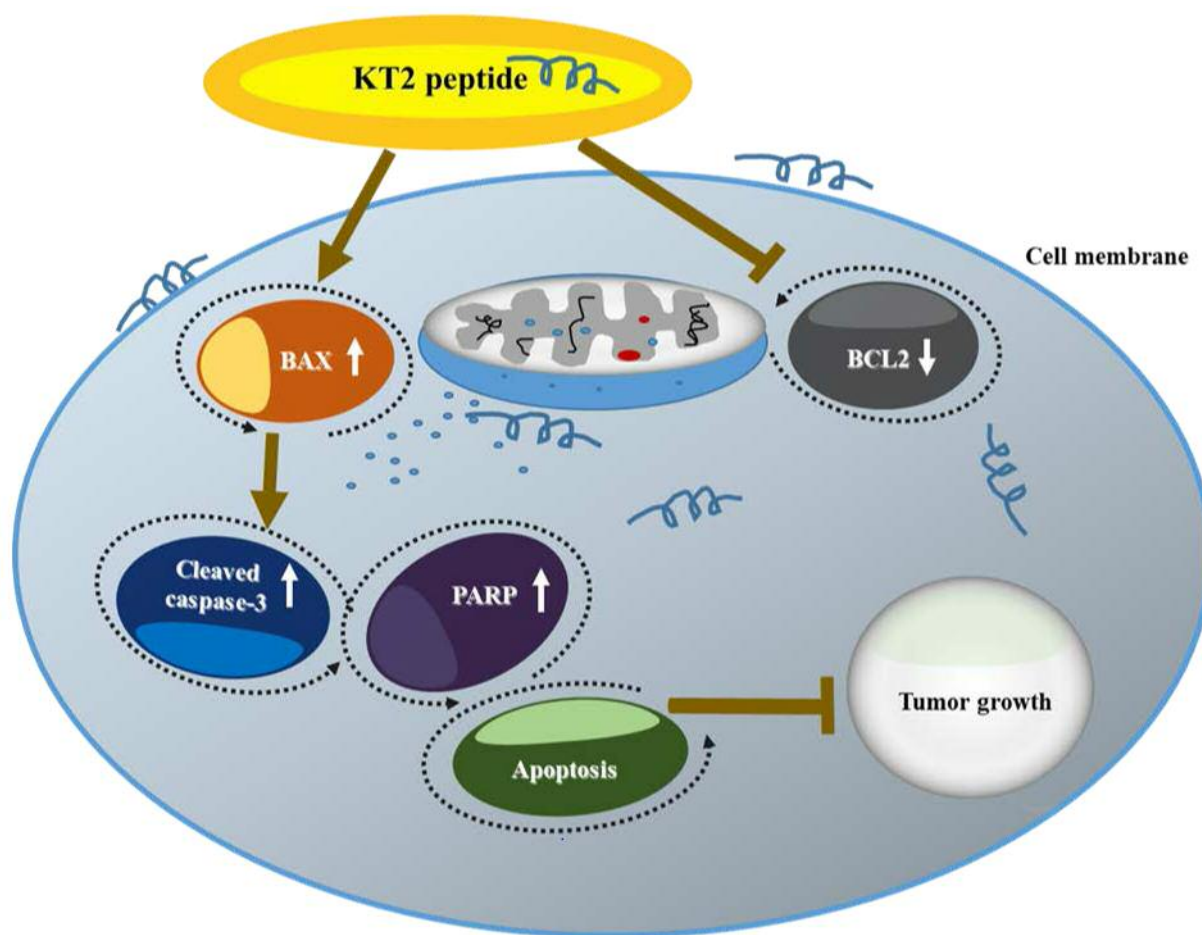 KT2 peptide
Cell membrane
BAX
BCL2
Cleaved
caspase-3
PARP
Apoptosis
Tumor growth